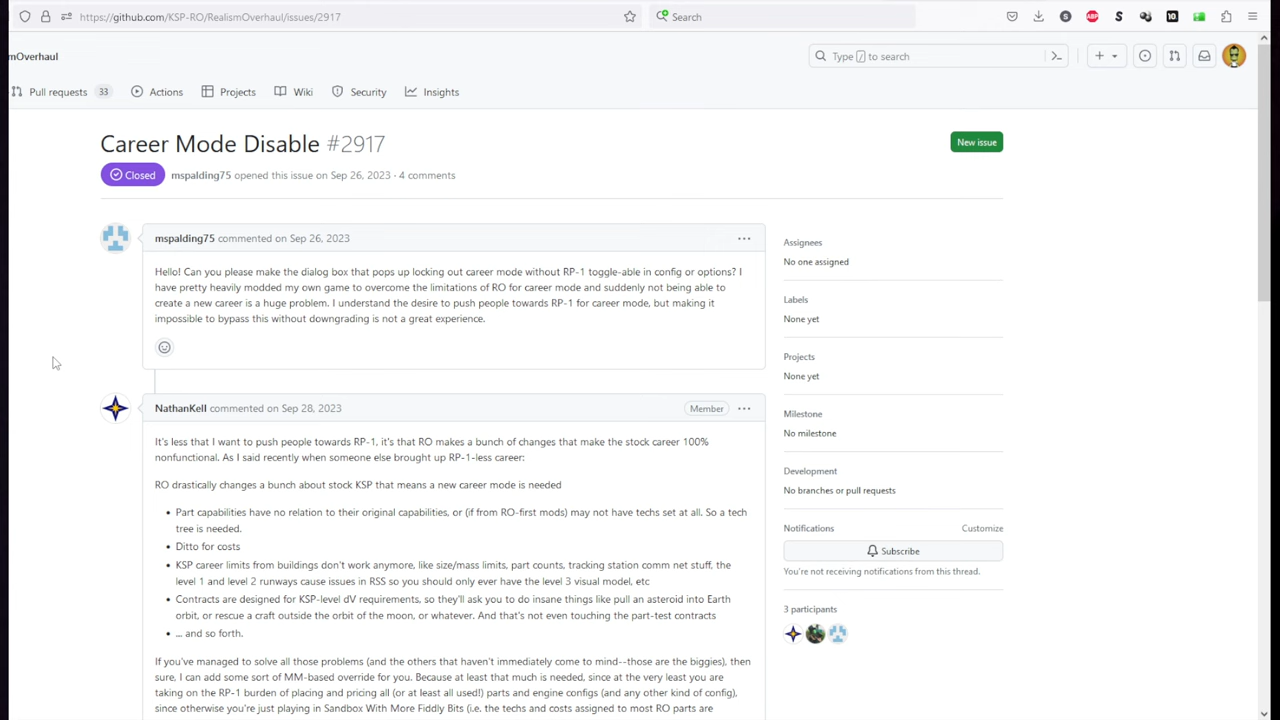 https://github.com/KSP-RO/RealismOverhaul/issues/2917
Search
mOverhaul
Type / to search
Pull requests 33
Actions
Projects
Wiki
Security
Insights
Career Mode Disable #2917
New issue
Closed
mspalding75 opened this issue on Sep 26, 2023 · 4 comments
mspalding75 commented on Sep 26, 2023
Hello! Can you please make the dialog box that pops up locking out career mode without RP-1 toggle-able in config or options? I
have pretty heavily modded my own game to overcome the limitations of RO for career mode and suddenly not being able to
create a new career is a huge problem. I understand the desire to push people towards RP-1 for career mode, but making it
impossible to bypass this without downgrading is not a great experience.
NathanKell commented on Sep 28, 2023
Member
It's less that I want to push people towards RP-1, it's that RO makes a bunch of changes that make the stock career 100%
nonfunctional. As I said recently when someone else brought up RP-1-less career:
RO drastically changes a bunch about stock KSP that means a new career mode is needed
• Part capabilities have no relation to their original capabilities, or (if from RO-first mods) may not have techs set at all. So a tech
tree is needed.
• Ditto for costs
• KSP career limits from buildings don't work anymore, like size/mass limits, part counts, tracking station comm net stuff, the
level 1 and level 2 runways cause issues in RSS so you should only ever have the level 3 visual model, etc
• Contracts are designed for KSP-level dV requirements, so they'll ask you to do insane things like pull an asteroid into Earth
orbit, or rescue a craft outside the orbit of the moon, or whatever. And that's not even touching the part-test contracts
• ... and so forth.
If you've managed to solve all those problems (and the others that haven't immediately come to mind--those are the biggies), then
sure, I can add some sort of MM-based override for you. Because at least that much is needed, since at the very least you are
taking on the RP-1 burden of placing and pricing all (or at least all used!) parts and engine configs (and any other kind of config),
since otherwise you're just playing in Sandbox With More Fiddly Bits (i.e. the techs and costs assigned to most RO parts are
Assignees
No one assigned
Labels
None yet
Projects
None yet
Milestone
No milestone
Development
No branches or pull requests
Notifications
Customize
Subscribe
You're not receiving notifications from this thread.
3 participants